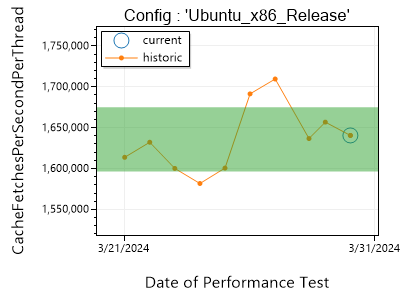 Config : 'Ubuntu_x86_Release'
CacheFetchesPerSecondPerThread
current
historic
1,750,000
1,700,000
1,650,000
1,600,000
1,550,000
3/21/2024
3/31/2024
Date of Performance Test